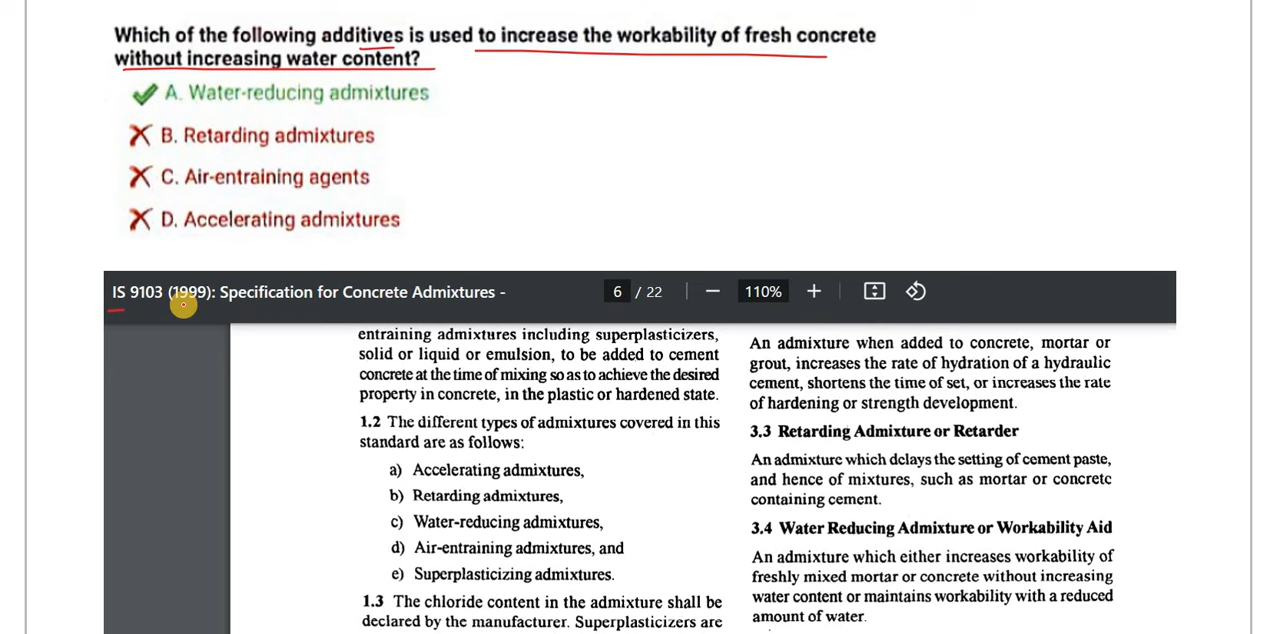 Which of the following additives is used to increase the workability of fresh concrete
without increasing water content?
A. Water-reducing admixtures
B. Retarding admixtures
C. Air-entraining agents
D. Accelerating admixtures
IS 9103 (1999): Specification for Concrete Admixtures -
6 / 22
110%
entraining admixtures including superplasticizers,
solid or liquid or emulsion, to be added to cement
concrete at the time of mixing so as to achieve the desired
property in concrete, in the plastic or hardened state.
1.2 The different types of admixtures covered in this
standard are as follows:
a) Accelerating admixtures,
b) Retarding admixtures,
c) Water-reducing admixtures,
d) Air-entraining admixtures, and
e) Superplasticizing admixtures.
1.3 The chloride content in the admixture shall be
declared by the manufacturer. Superplasticizers are
An admixture when added to concrete, mortar or
grout, increases the rate of hydration of a hydraulic
cement, shortens the time of set, or increases the rate
of hardening or strength development.
3.3 Retarding Admixture or Retarder
An admixture which delays the setting of cement paste,
and hence of mixtures, such as mortar or concrete
containing cement.
3.4 Water Reducing Admixture or Workability Aid
An admixture which either increases workability of
freshly mixed mortar or concrete without increasing
water content or maintains workability with a reduced
amount of water.